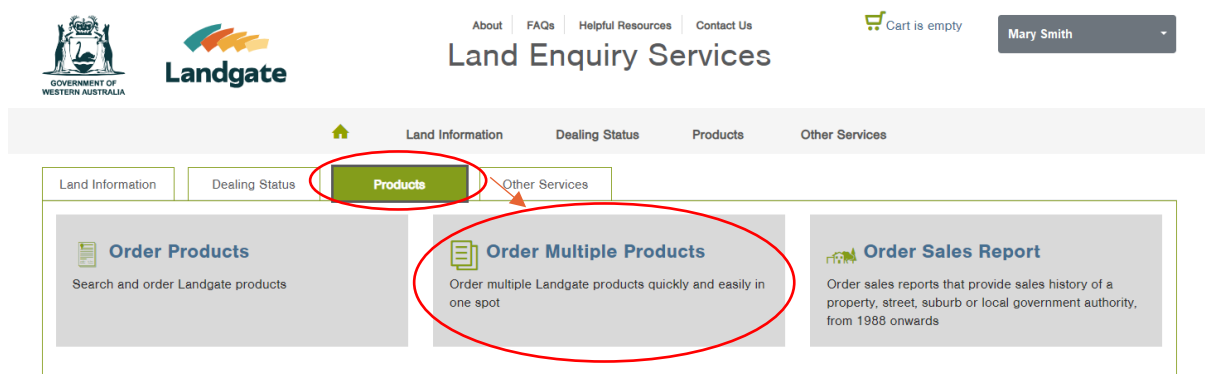 About FAQs Helpful Resources Contact Us
Cart is empty
Mary Smith
Land Enquiry Services
GOVERNMENT OF
WESTERN AUSTRALIA
Landgate
Land Information Dealing Status Products Other Services
Land Information Dealing Status Products Other Services
Order Products
Search and order Landgate products
Order Multiple Products
Order multiple Landgate products quickly and easily in
one spot
Order Sales Report
Order sales reports that provide sales history of a
property, street, suburb or local government authority,
from 1988 onwards